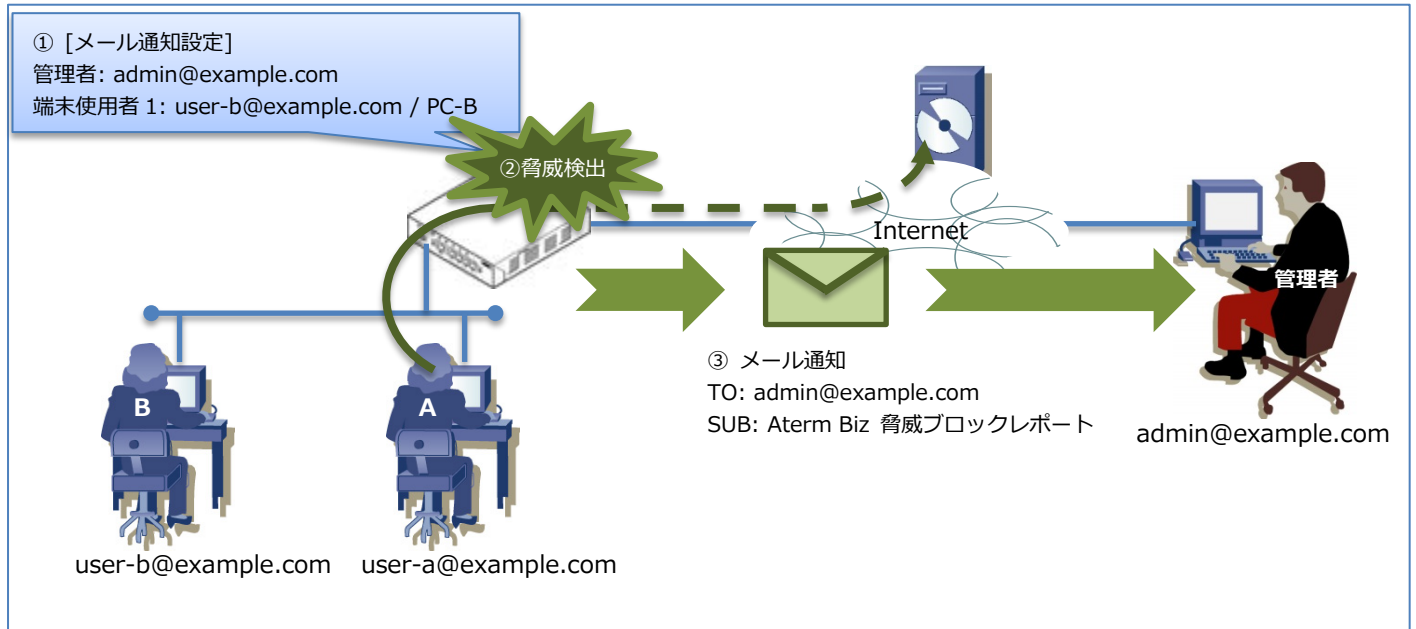 ① [メール通知設定]
管理者: admin@example.com
端末使用者 1: user-b@example.com / PC-B
②脅威検出
Internet
管理者
③ メール通知
TO: admin@example.com
SUB: Aterm Biz 脅威ブロックレポート
admin@example.com
B
A
user-b@example.com
user-a@example.com